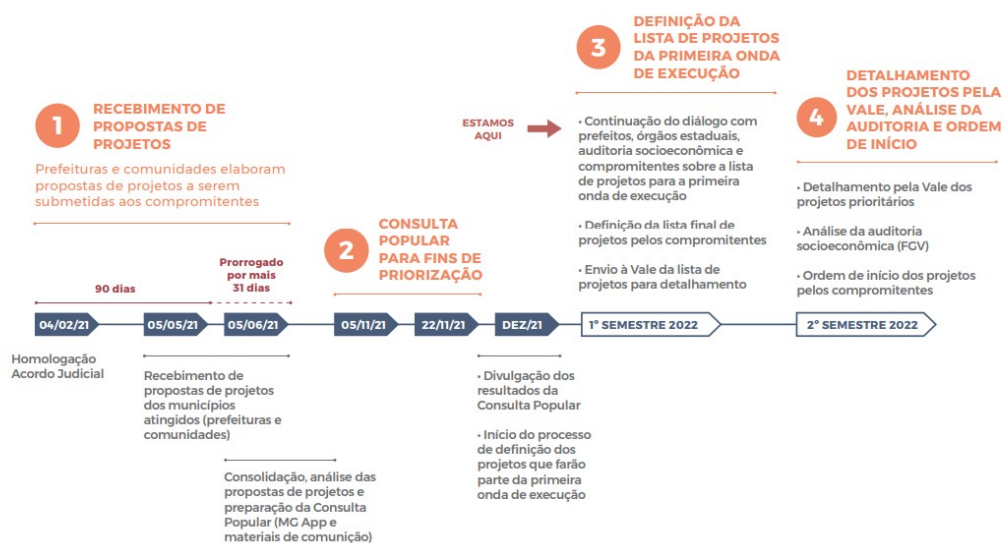 1
RECEBIMENTO DE
PROPOSTAS DE
PROJETOS
Prefeituras e comunidades elaboram
propostas de projetos a serem
submetidas aos compromitentes
90 dias
Prorrogado
por mais
31 dias
2
CONSULTA
POPULAR
PARA FINS DE
PRIORIZAÇÃO
ESTAMOS
AQUI
3
DEFINIÇÃO DA
LISTA DE PROJETOS
DA PRIMEIRA ONDA
DE EXECUÇÃO
• Continuação do diálogo com
prefeitos, órgãos estaduais,
auditoria socioeconômica e
compromitentes sobre a lista
de projetos para a primeira
onda de execução
• Definição da lista final de
projetos pelos compromitentes
• Envio à Vale da lista de
projetos para detalhamento
4
DETALHAMENTO
DOS PROJETOS PELA
VALE, ANÁLISE DA
AUDITORIA E ORDEM
DE INÍCIO
• Detalhamento pela Vale dos
projetos prioritários
• Análise da auditoria
socioeconômica (FGV)
• Ordem de início dos projetos
pelos compromitentes
04/02/21
05/05/21
05/06/21
05/11/21
22/11/21
DEZ/21
1º SEMESTRE 2022
2º SEMESTRE 2022
Homologação
Acordo Judicial
Recebimento de
propostas de projetos
dos municípios
atingidos (prefeituras e
comunidades)
Consolidação, análise das
propostas de projetos e
preparação da Consulta
Popular (MG App e
materiais de comunição)
• Divulgação dos
resultados da
Consulta Popular
• Início do processo
de definição dos
projetos que farão
parte da primeira
onda de execução